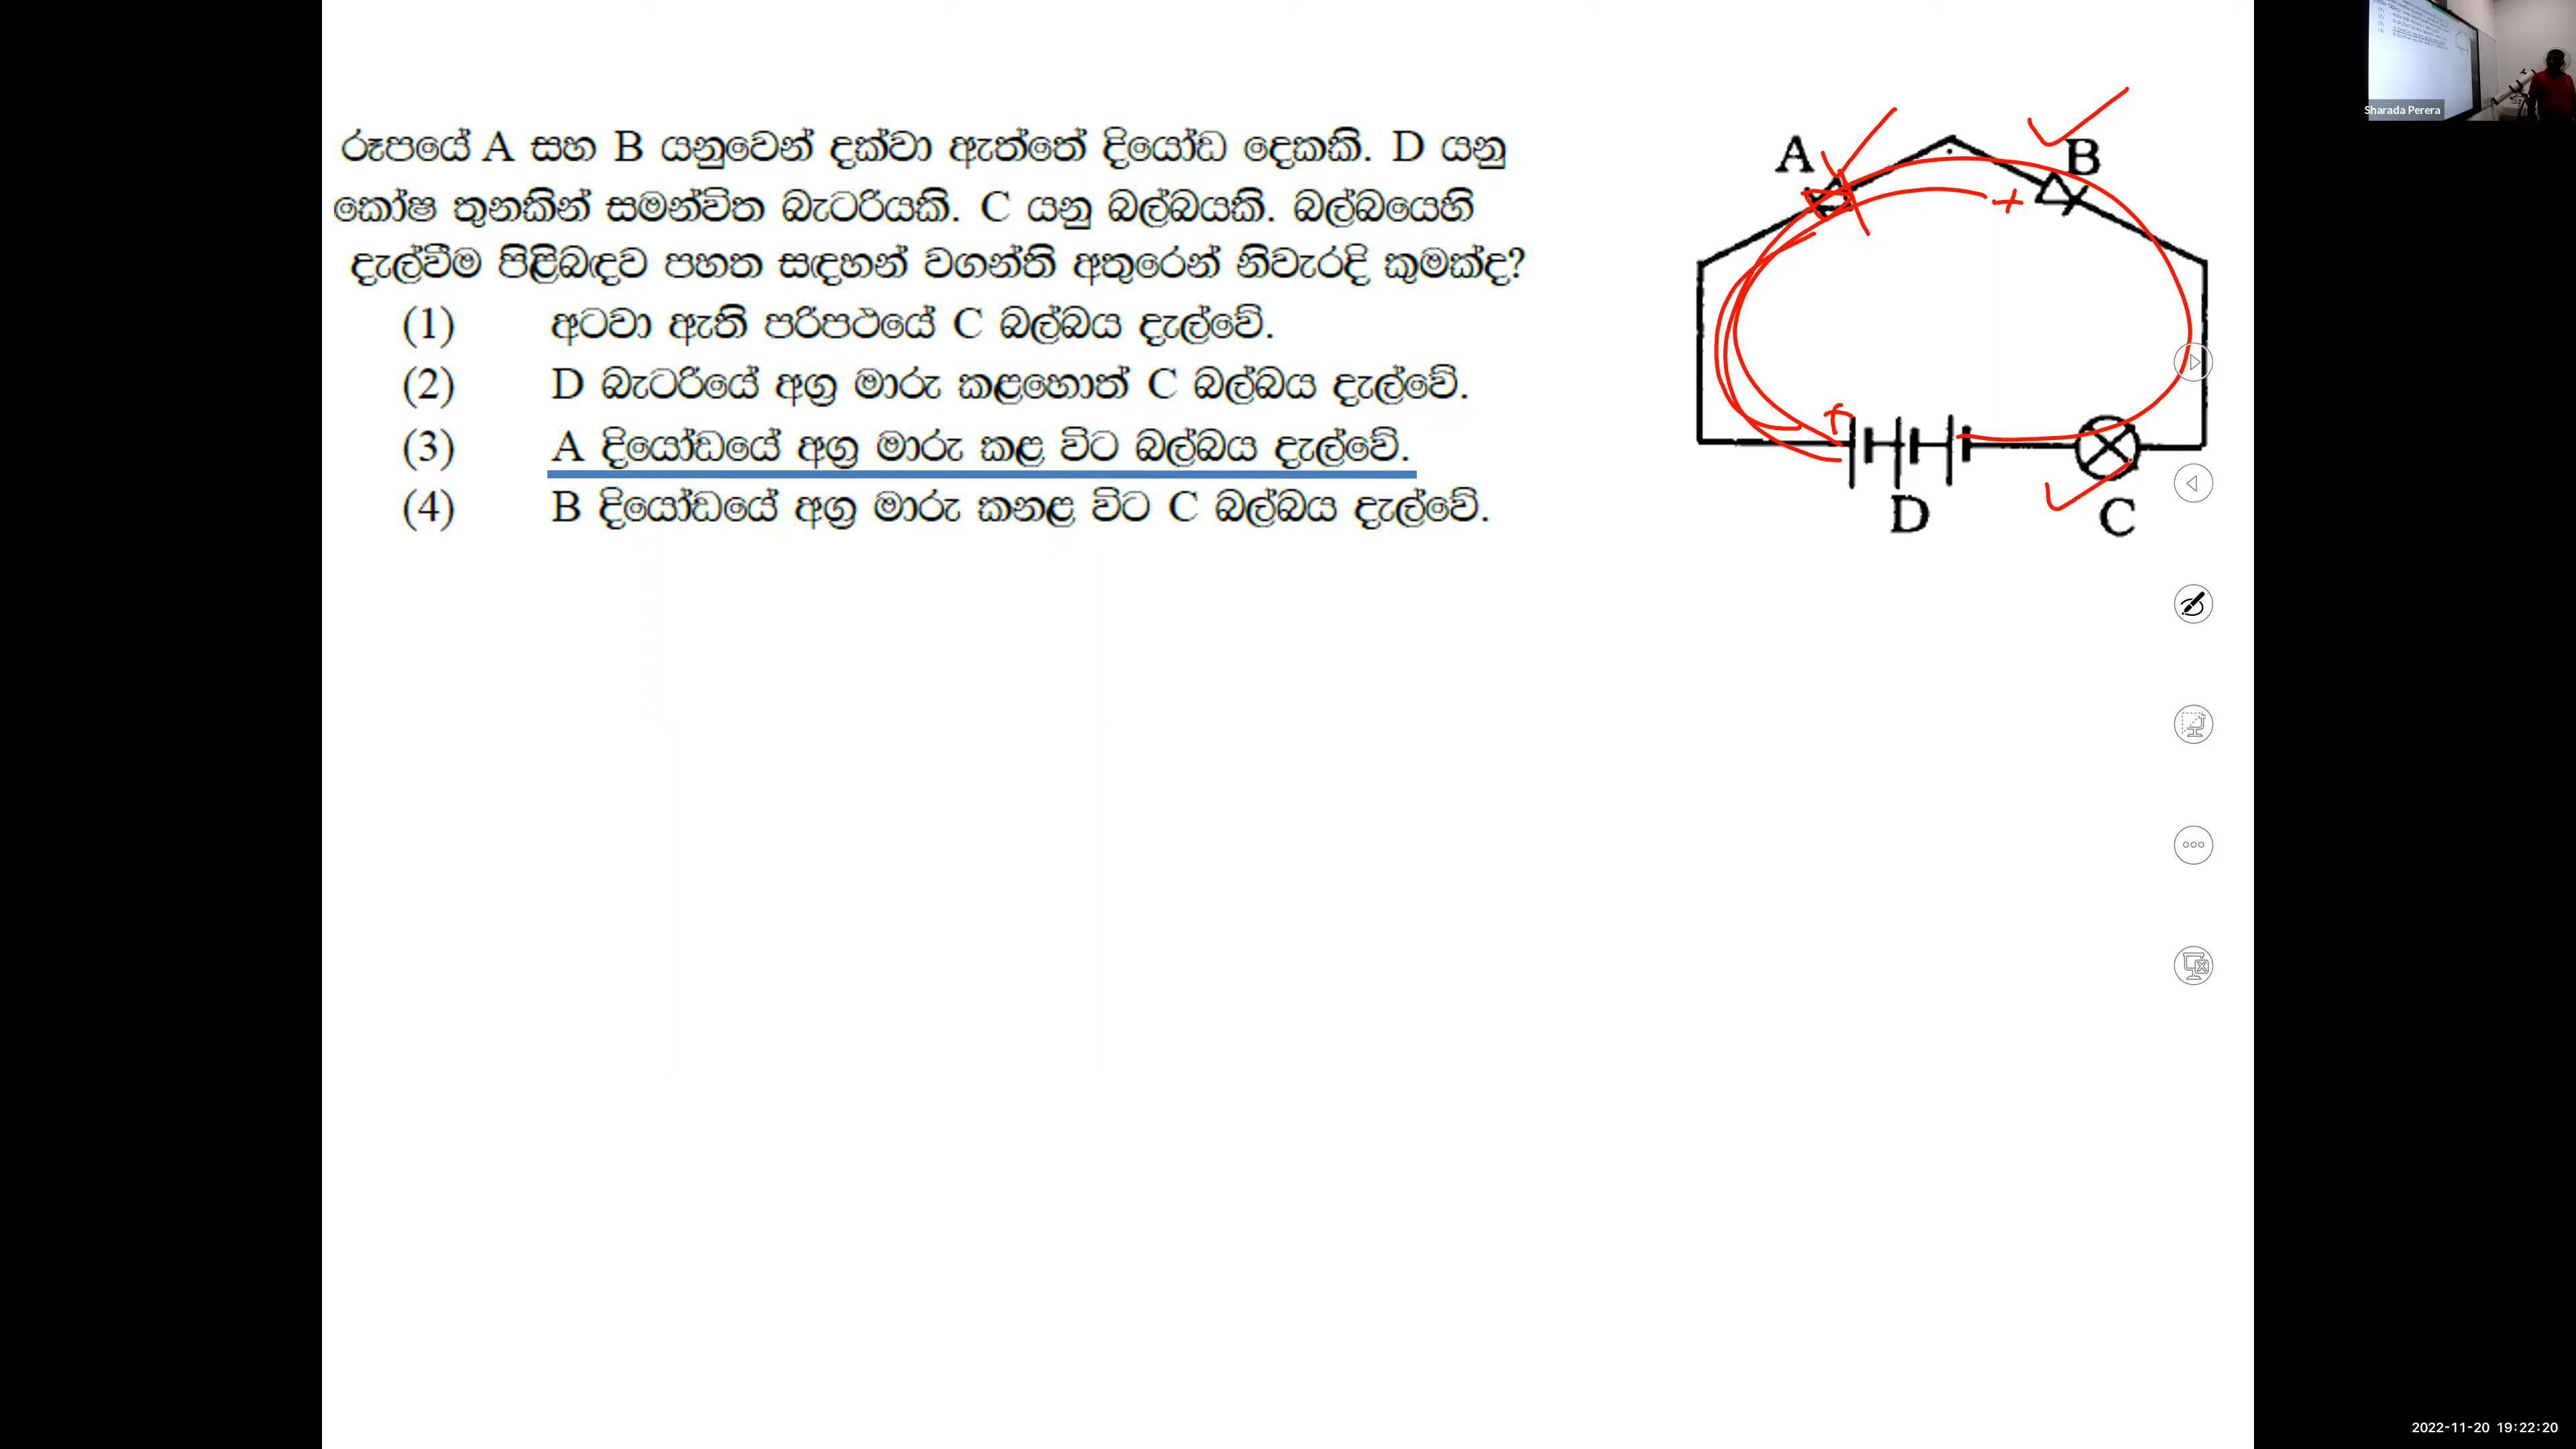 රූපයේ A සහ B යනුවෙන් දක්වා ඇත්තේ දියෝඩ දෙකකි. D යනු
කෝෂ තුනකින් සමන්විත බැටරියකි. C යනු බල්බයකි. බල්බයෙහි
දැල්වීම පිළිබඳව පහත සඳහන් වගන්ති අතුරෙන් නිවැරදි කුමක්ද?
(1) අටවා ඇති පරිපථයේ C බල්බය දැල්වේ.
(2) D බැටරියේ අග්‍ර මාරු කළහොත් C බල්බය දැල්වේ.
(3) A දියෝඩයේ අග්‍ර මාරු කළ විට බල්බය දැල්වේ.
(4) B දියෝඩයේ අග්‍ර මාරු කනළ විට C බල්බය දැල්වේ.
A
B
+
+
D
C
Sharada Perera
2022-11-20 19:22:20